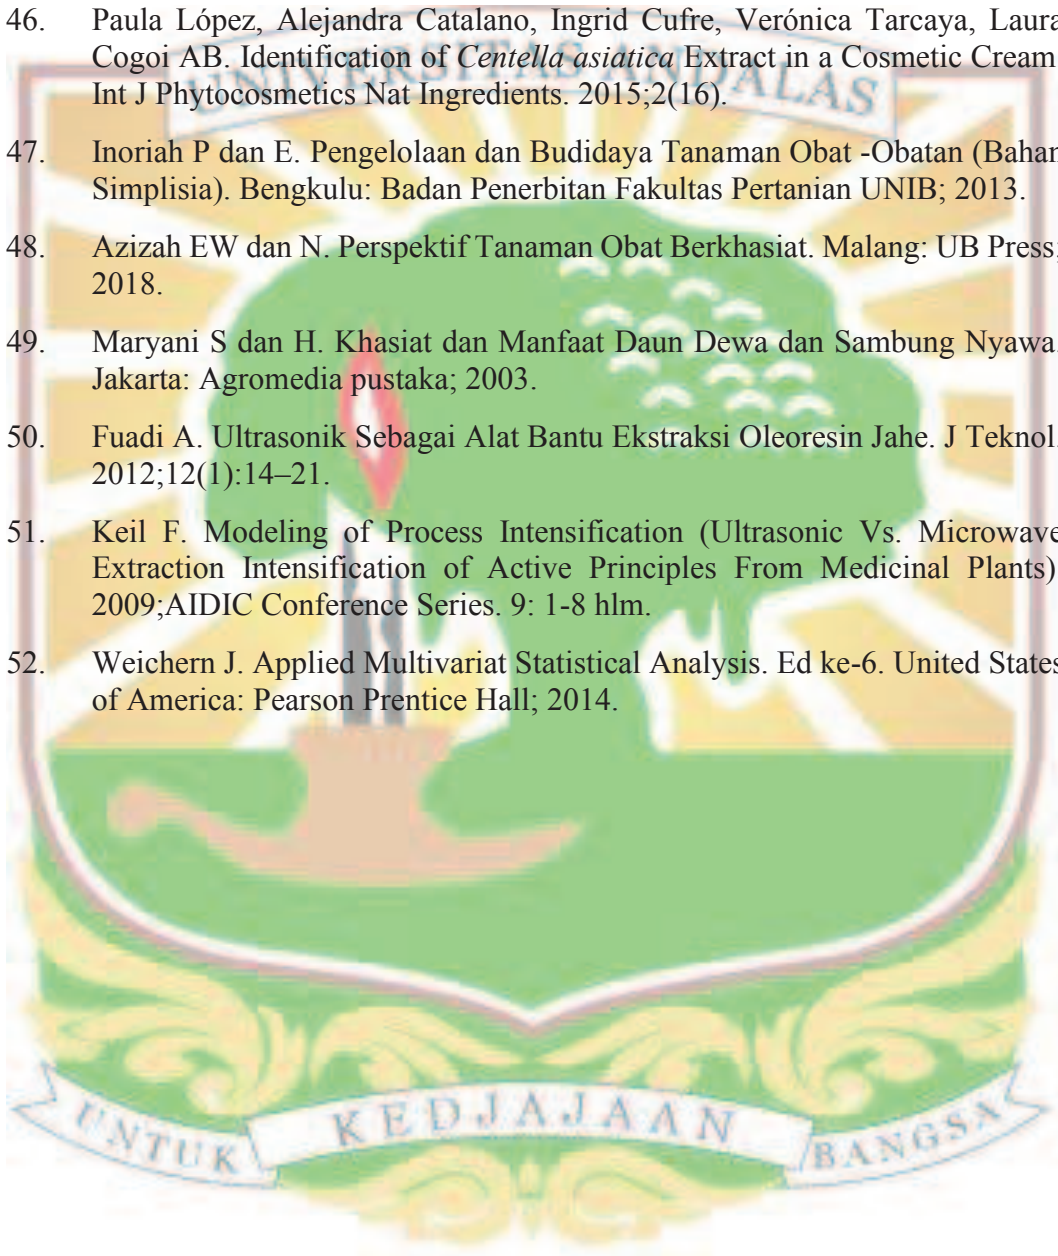 46. Paula López, Alejandra Catalano, Ingrid Cufre, Verónica Tarcaya, Laura
Cogoi AB. Identification of Centella asiatica Extract in a Cosmetic Cream
Int J Phytocosmetics Nat Ingredients. 2015;2(16).
UNIVERSITAS ANDALAS
47. Inoriah P dan E. Pengelolaan dan Budidaya Tanaman Obat -Obatan (Bahan
Simplisia). Bengkulu: Badan Penerbitan Fakultas Pertanian UNIB; 2013.
48. Azizah EW dan N. Perspektif Tanaman Obat Berkhasiat. Malang: UB Press;
2018.
49. Maryani S dan H. Khasiat dan Manfaat Daun Dewa dan Sambung Nyawa.
Jakarta: Agromedia pustaka; 2003.
50. Fuadi A. Ultrasonik Sebagai Alat Bantu Ekstraksi Oleoresin Jahe. J Teknol.
2012;12(1):14–21.
51. Keil F. Modeling of Process Intensification (Ultrasonic Vs. Microwave
Extraction Intensification of Active Principles From Medicinal Plants)
2009;AIDIC Conference Series. 9: 1-8 hlm.
52. Weichern J. Applied Multivariat Statistical Analysis. Ed ke-6. United States
of America: Pearson Prentice Hall; 2014.
UNTUK KEDJAJAAN BANGSA